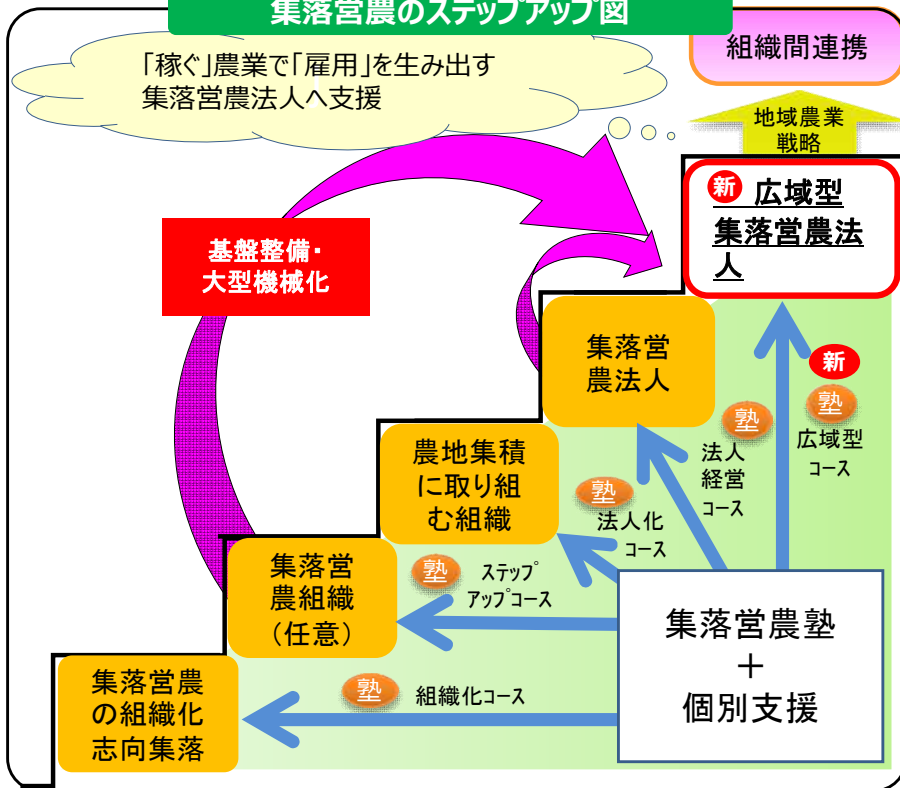 集落営農のステップアップ図
「稼ぐ」農業で「雇用」を生み出す
集落営農法人へ支援
組織間連携
地域農業
戦略
新 広域型
集落営農法
人
基盤整備・
大型機械化
集落営
農法人
新
塾
広域型
コース
塾
法人
経営
コース
農地集積
に取り組
む組織
塾
法人化
コース
集落営
農組織
（任意）
塾 ステップ
アップコース
集落営農塾
＋
個別支援
集落営農
の組織化
志向集落
塾 組織化コース